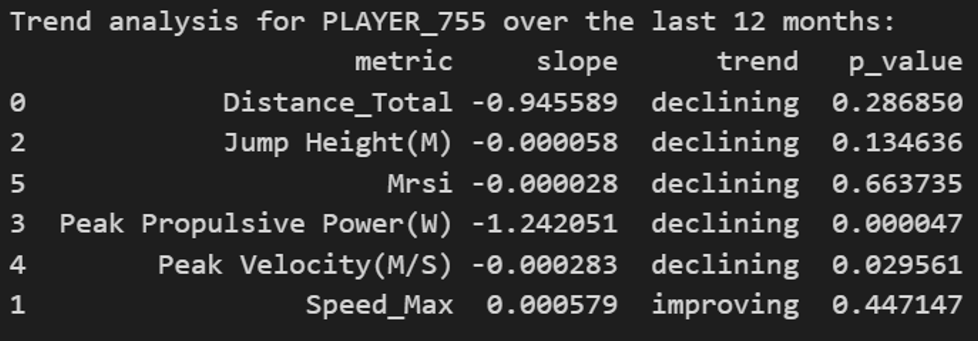 Trend analysis for PLAYER_755 over the last 12 months:
metric slope trend p_value
0 Distance_Total -0.945589 declining 0.286850
2 Jump Height(M) -0.000058 declining 0.134636
5 Mrsi -0.000028 declining 0.663735
3 Peak Propulsive Power(W) -1.242051 declining 0.000047
4 Peak Velocity(M/S) -0.000283 declining 0.029561
1 Speed_Max 0.000579 improving 0.447147